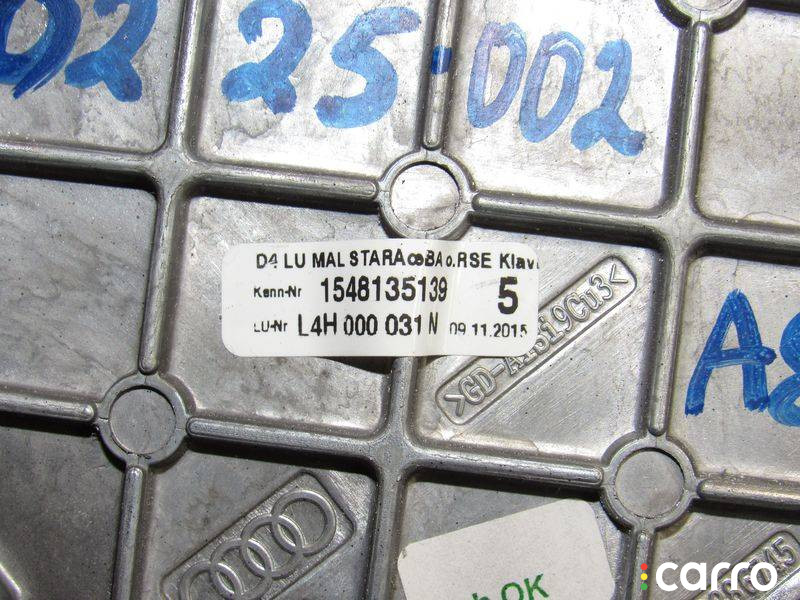 02 25-002
D4 LU MAL STARA
RSE Klavi
Kenn-Nr 1548135139 5
LU-Nr L4H 000 031 N 09.11.2015
>GD-AlSi9Cu3<
A8
OK
carro